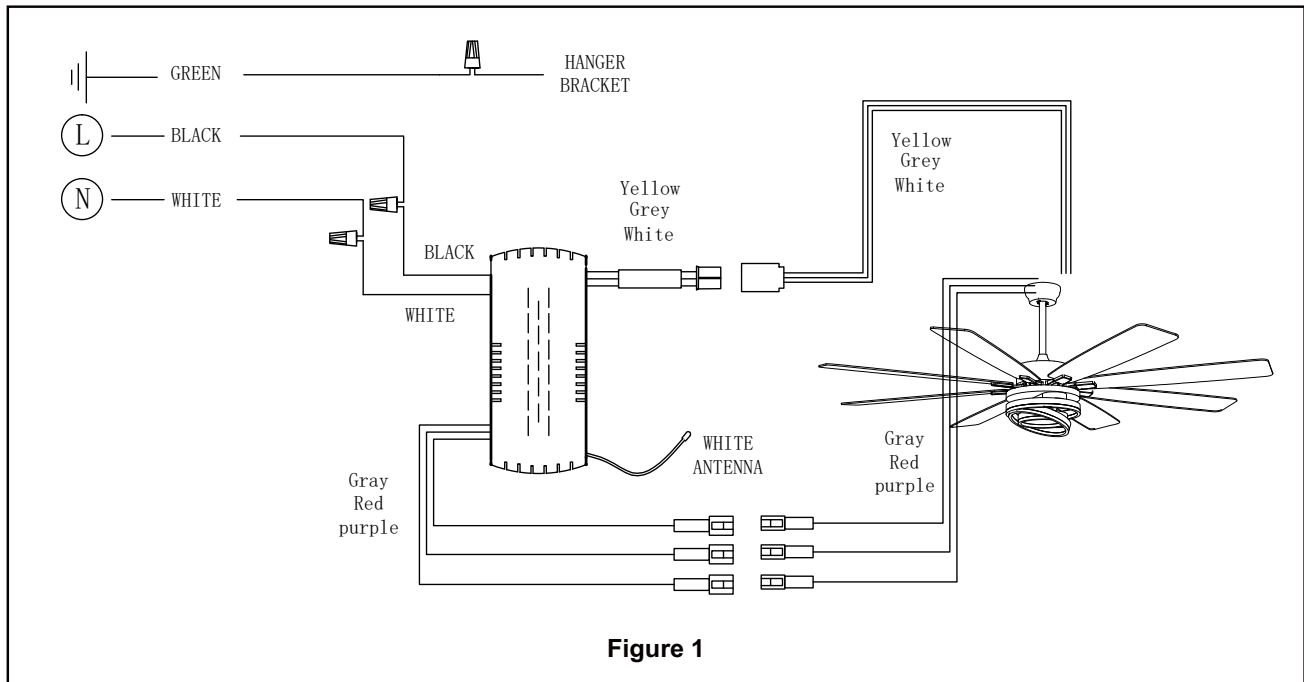 GREEN
HANGER
BRACKET
L
BLACK
N
WHITE
Yellow
Grey
White
Yellow
Grey
White
BLACK
WHITE
WHITE
ANTENNA
Gray
Red
purple
Gray
Red
purple
Figure 1